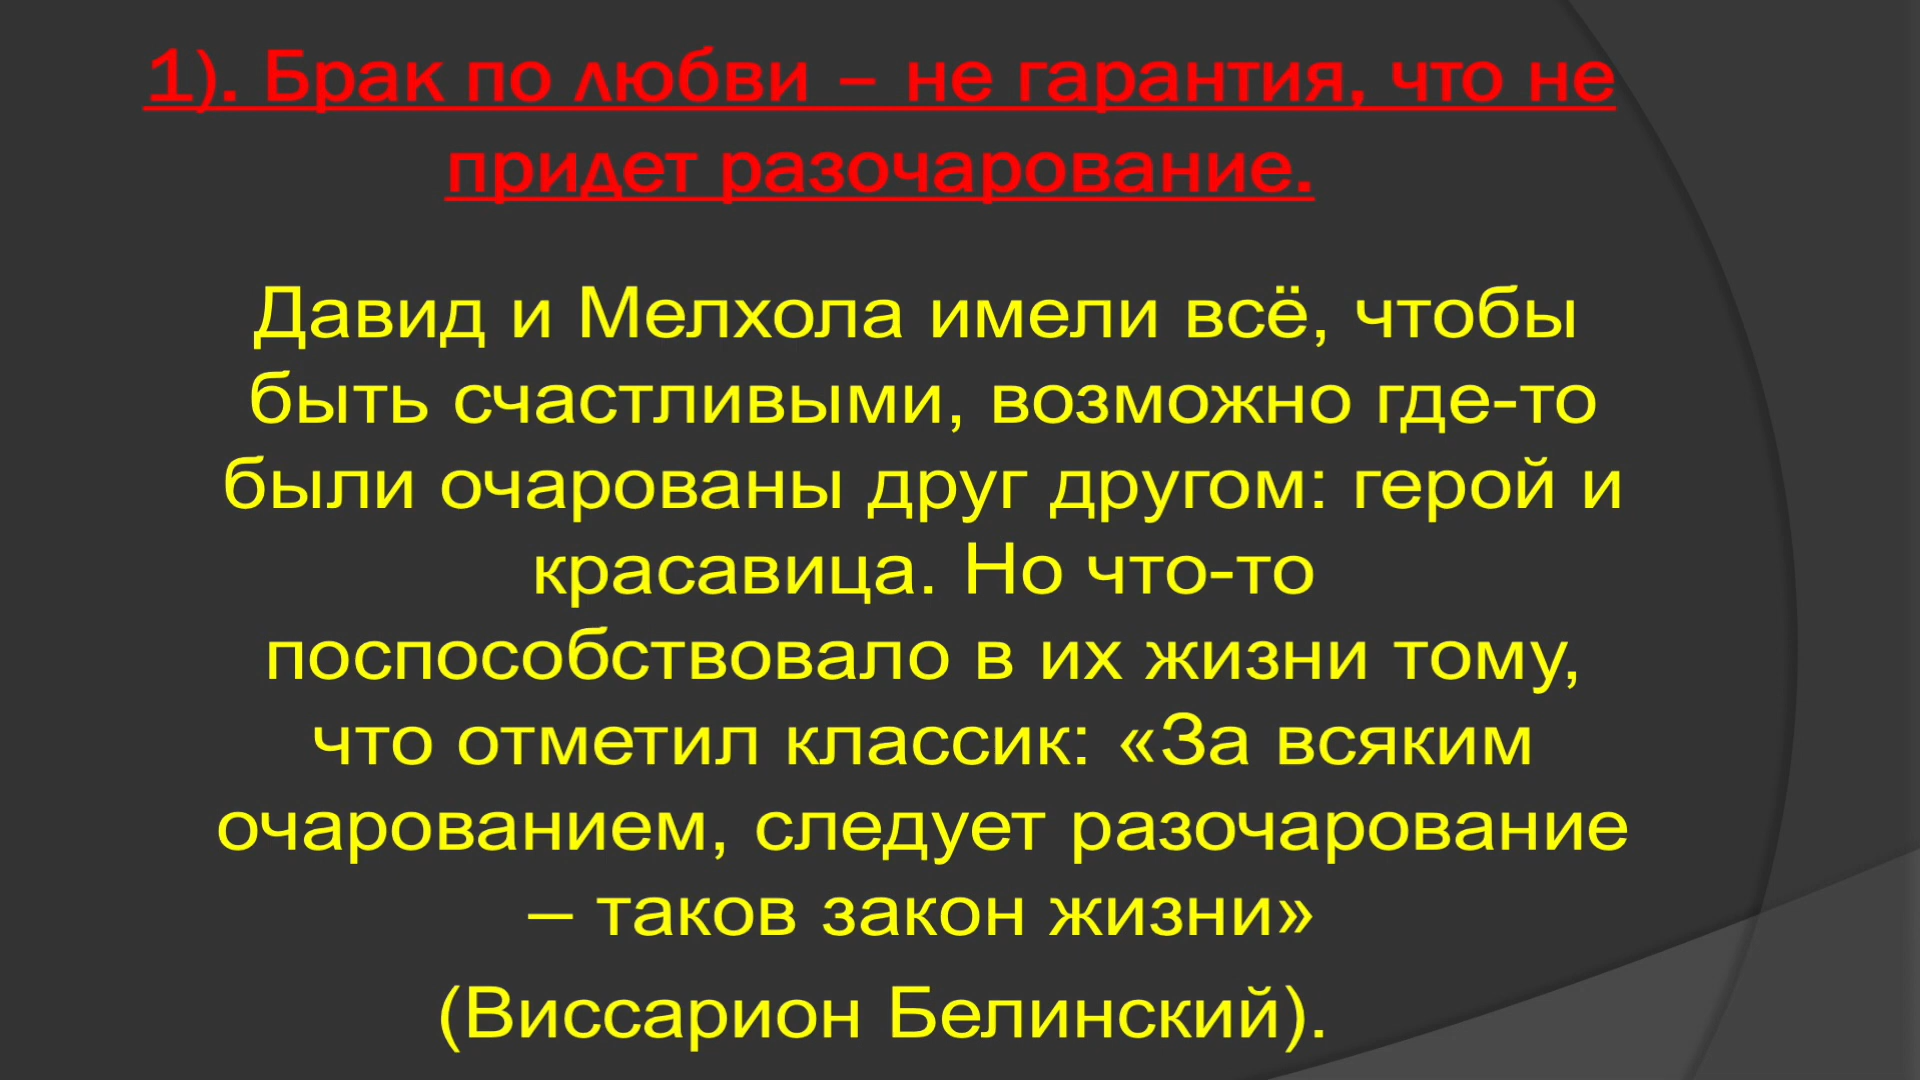 1). Брак по любви – не гарантия, что не
придет разочарование.
Давид и Мелхола имели всё, чтобы
быть счастливыми, возможно где-то
были очарованы друг другом: герой и
красавица. Но что-то
поспособствовало в их жизни тому,
что отметил классик: «За всяким
очарованием, следует разочарование
– таков закон жизни»
(Виссарион Белинский).